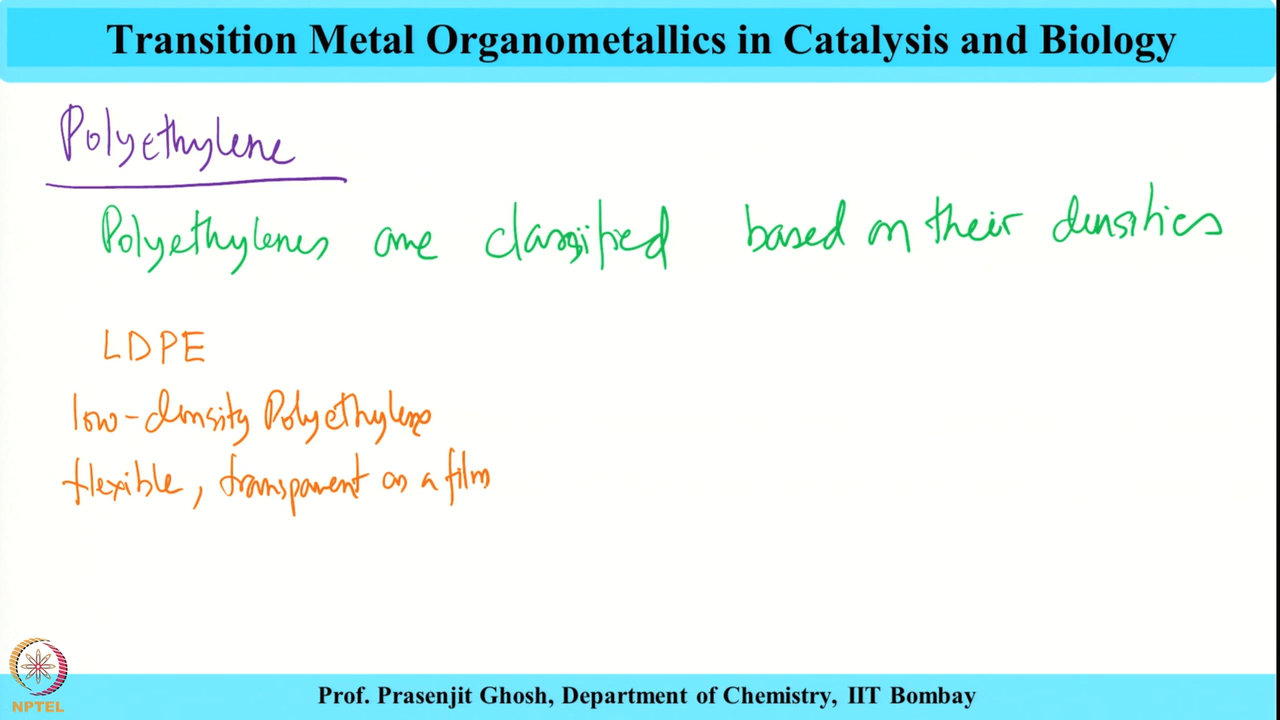 Transition Metal Organometallics in Catalysis and Biology
Polyethylene
Polyethylenes are classified based on their densities
LDPE
low-density Polyethylene
flexible, transparent as a film
Prof. Prasenjit Ghosh, Department of Chemistry, IIT Bombay
NPTEL